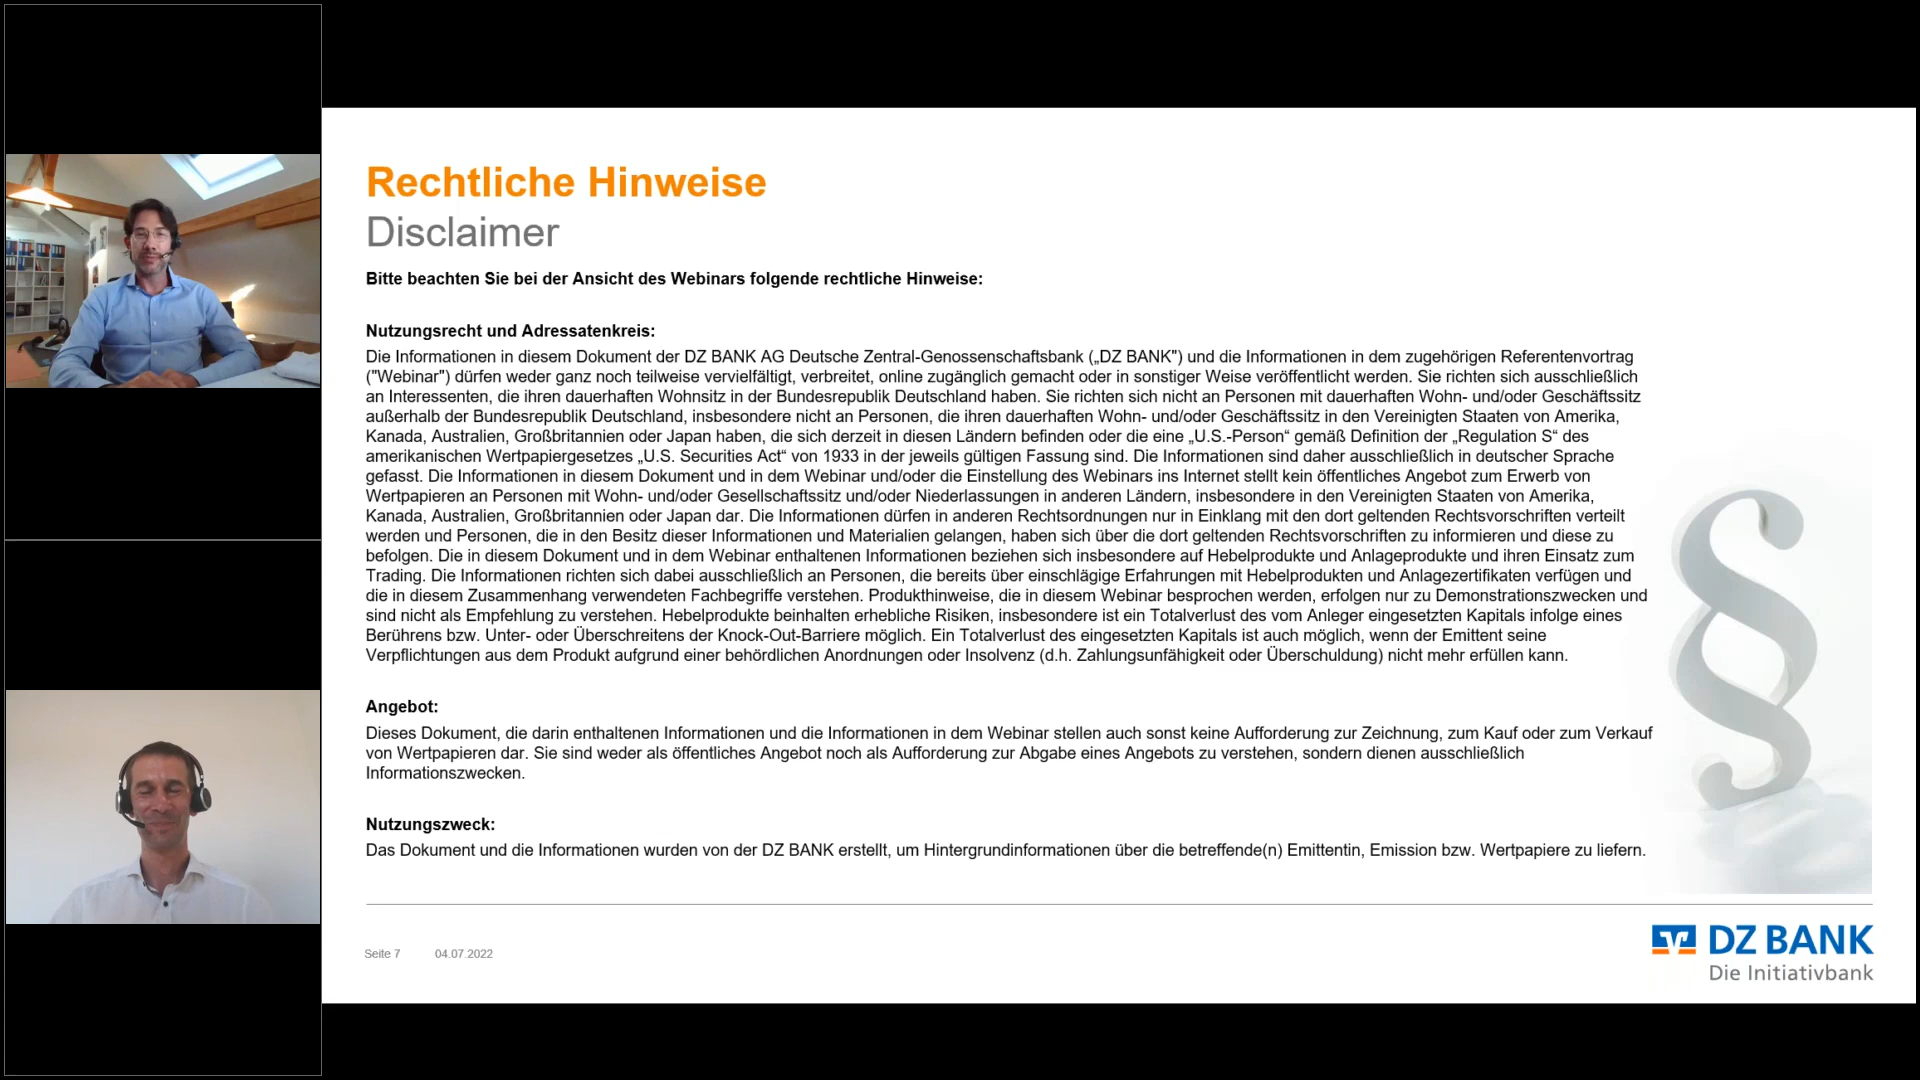 Rechtliche Hinweise
Disclaimer
Bitte beachten Sie bei der Ansicht des Webinars folgende rechtliche Hinweise:
Nutzungsrecht und Adressatenkreis:
Die Informationen in diesem Dokument der DZ BANK AG Deutsche Zentral-Genossenschaftsbank („DZ BANK") und die Informationen in dem zugehörigen Referentenvortrag
("Webinar") dürfen weder ganz noch teilweise vervielfältigt, verbreitet, online zugänglich gemacht oder in sonstiger Weise veröffentlicht werden. Sie richten sich ausschließlich
an Interessenten, die ihren dauerhaften Wohnsitz in der Bundesrepublik Deutschland haben. Sie richten sich nicht an Personen mit dauerhaften Wohn- und/oder Geschäftssitz
außerhalb der Bundesrepublik Deutschland, insbesondere nicht an Personen, die ihren dauerhaften Wohn- und/oder Geschäftssitz in den Vereinigten Staaten von Amerika,
Kanada, Australien, Großbritannien oder Japan haben, die sich derzeit in diesen Ländern befinden oder die eine „U.S.-Person“ gemäß Definition der „Regulation S“ des
amerikanischen Wertpapiergesetzes „U.S. Securities Act“ von 1933 in der jeweils gültigen Fassung sind. Die Informationen sind daher ausschließlich in deutscher Sprache
gefasst. Die Informationen in diesem Dokument und in dem Webinar und/oder die Einstellung des Webinars ins Internet stellt kein öffentliches Angebot zum Erwerb von
Wertpapieren an Personen mit Wohn- und/oder Gesellschaftssitz und/oder Niederlassungen in anderen Ländern, insbesondere in den Vereinigten Staaten von Amerika,
Kanada, Australien, Großbritannien oder Japan dar. Die Informationen dürfen in anderen Rechtsordnungen nur in Einklang mit den dort geltenden Rechtsvorschriften verteilt
werden und Personen, die in den Besitz dieser Informationen und Materialien gelangen, haben sich über die dort geltenden Rechtsvorschriften zu informieren und diese zu
befolgen. Die in diesem Dokument und in dem Webinar enthaltenen Informationen beziehen sich insbesondere auf Hebelprodukte und Anlageprodukte und ihren Einsatz zum
Trading. Die Informationen richten sich dabei ausschließlich an Personen, die bereits über einschlägige Erfahrungen mit Hebelprodukten und Anlagezertifikaten verfügen und
die in diesem Zusammenhang verwendeten Fachbegriffe verstehen. Produkthinweise, die in diesem Webinar besprochen werden, erfolgen nur zu Demonstrationszwecken und
sind nicht als Empfehlung zu verstehen. Hebelprodukte beinhalten erhebliche Risiken, insbesondere ist ein Totalverlust des vom Anleger eingesetzten Kapitals infolge eines
Berührens bzw. Unter- oder Überschreitens der Knock-Out-Barriere möglich. Ein Totalverlust des eingesetzten Kapitals ist auch möglich, wenn der Emittent seine
Verpflichtungen aus dem Produkt aufgrund einer behördlichen Anordnungen oder Insolvenz (d.h. Zahlungsunfähigkeit oder Überschuldung) nicht mehr erfüllen kann.
Angebot:
Dieses Dokument, die darin enthaltenen Informationen und die Informationen in dem Webinar stellen auch sonst keine Aufforderung zur Zeichnung, zum Kauf oder zum Verkauf
von Wertpapieren dar. Sie sind weder als öffentliches Angebot noch als Aufforderung zur Abgabe eines Angebots zu verstehen, sondern dienen ausschließlich
Informationszwecken.
Nutzungszweck:
Das Dokument und die Informationen wurden von der DZ BANK erstellt, um Hintergrundinformationen über die betreffende(n) Emittentin, Emission bzw. Wertpapiere zu liefern.
§
Seite 7 04.07.2022
DZ BANK
Die Initiativbank